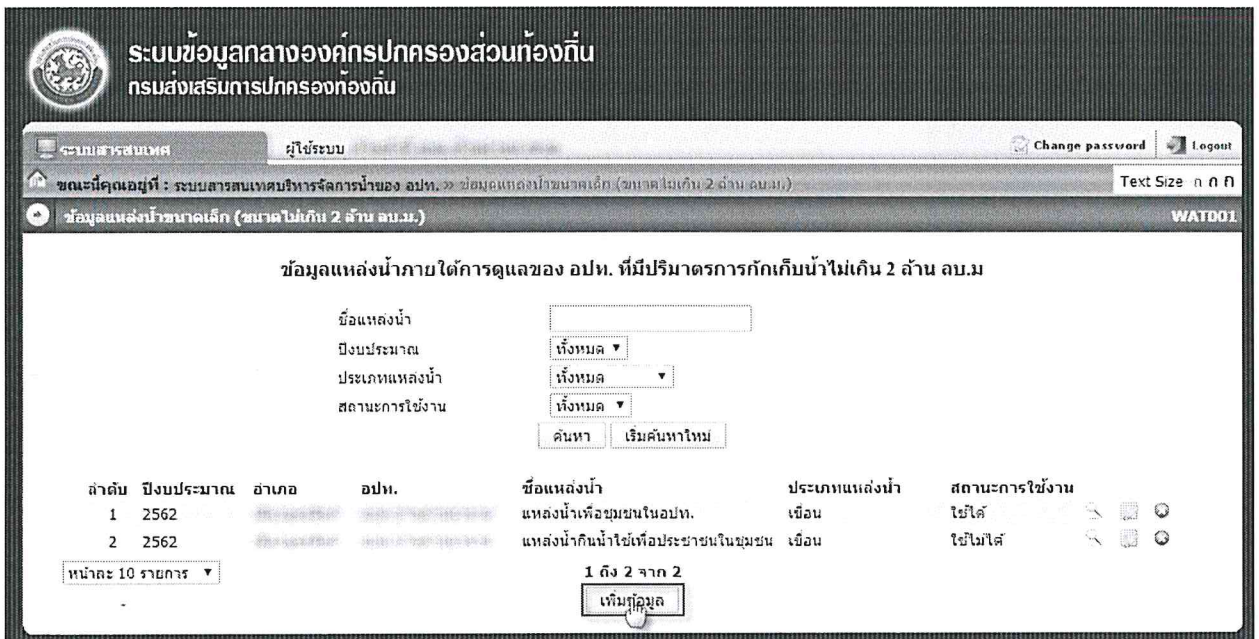 ระบบข้อมูลกลางองค์กรปกครองส่วนท้องถิ่น
กรมส่งเสริมการปกครองท้องถิ่น
ระบบสารสนเทศ ผู้ใช้ระบบ Change password Logout
ขณะนี้คุณอยู่ที่ : ระบบสารสนเทศบริหารจัดการน้ำของ อปท. » ข้อมูลแหล่งน้ำขนาดเล็ก (ขนาดไม่เกิน 2 ล้าน ลบ.ม.) Text Size ก ก ก
ข้อมูลแหล่งน้ำขนาดเล็ก (ขนาดไม่เกิน 2 ล้าน ลบ.ม.) WAT001
ข้อมูลแหล่งน้ำภายใต้การดูแลของ อปท. ที่มีปริมาตรการกักเก็บน้ำไม่เกิน 2 ล้าน ลบ.ม
ชื่อแหล่งน้ำ
ปีงบประมาณ ทั้งหมด
ประเภทแหล่งน้ำ ทั้งหมด
สถานะการใช้งาน ทั้งหมด
ค้นหา เริ่มค้นหาใหม่
ลำดับ ปีงบประมาณ อำเภอ อปท. ชื่อแหล่งน้ำ ประเภทแหล่งน้ำ สถานะการใช้งาน
1 2562 แหล่งน้ำเพื่อชุมชนในอปท. เขื่อน ใช้ได้
2 2562 แหล่งน้ำกินน้ำใช้เพื่อประชาชนในชุมชน เขื่อน ใช้ไม่ได้
หน้าละ 10 รายการ 1 ถึง 2 จาก 2
เพิ่มข้อมูล